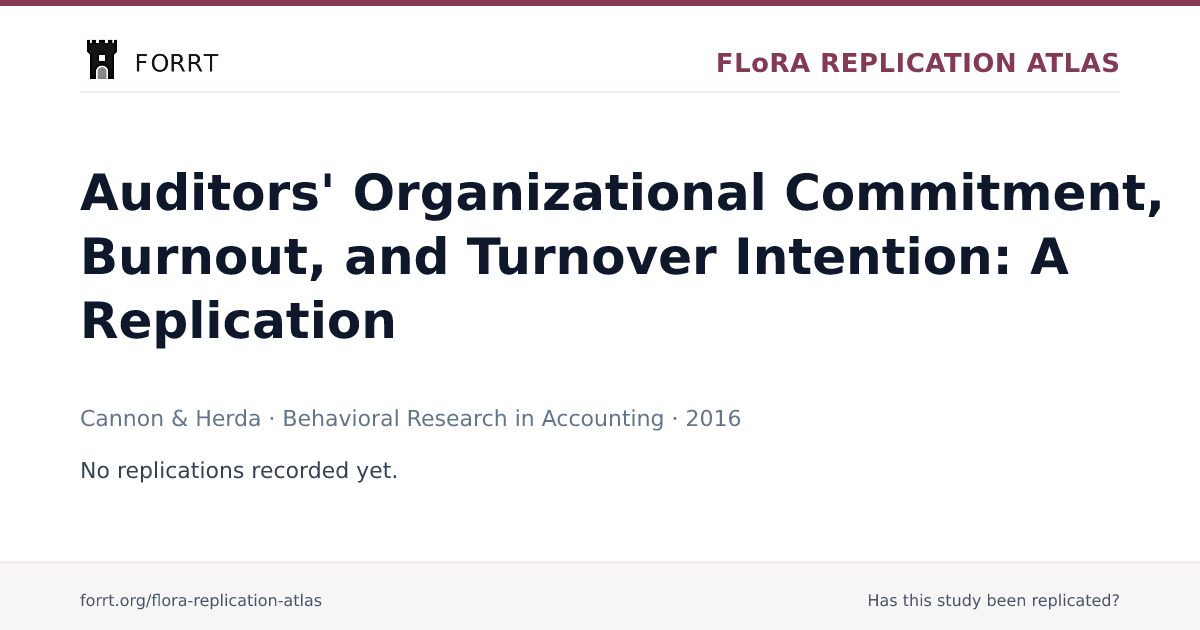 FORRT
FLoRA REPLICATION ATLAS
Auditors' Organizational Commitment,
Burnout, and Turnover Intention: A
Replication
Cannon & Herda · Behavioral Research in Accounting · 2016
No replications recorded yet.
forrt.org/flora-replication-atlas
Has this study been replicated?